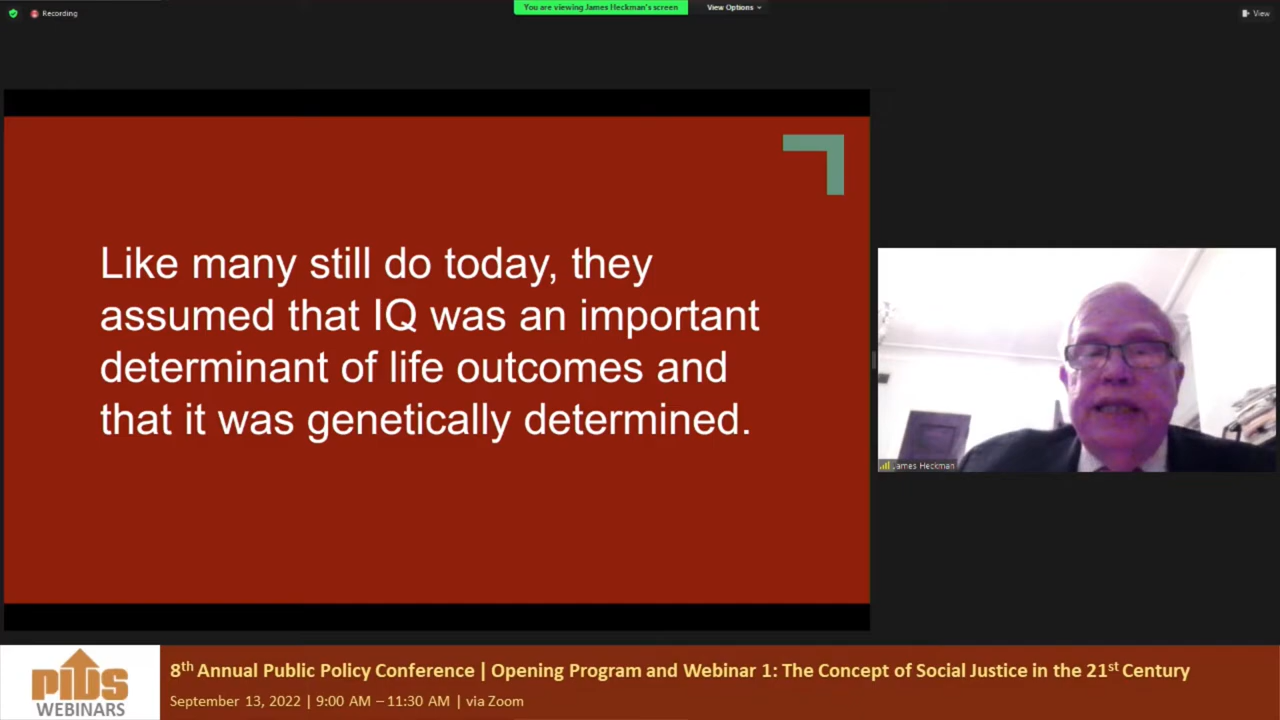 Recording
You are viewing James Heckman's screen
View Options
View
Like many still do today, they
assumed that IQ was an important
determinant of life outcomes and
that it was genetically determined.
James Heckman
PIDS
WEBINARS
8th Annual Public Policy Conference | Opening Program and Webinar 1: The Concept of Social Justice in the 21st Century
September 13, 2022 | 9:00 AM – 11:30 AM | via Zoom